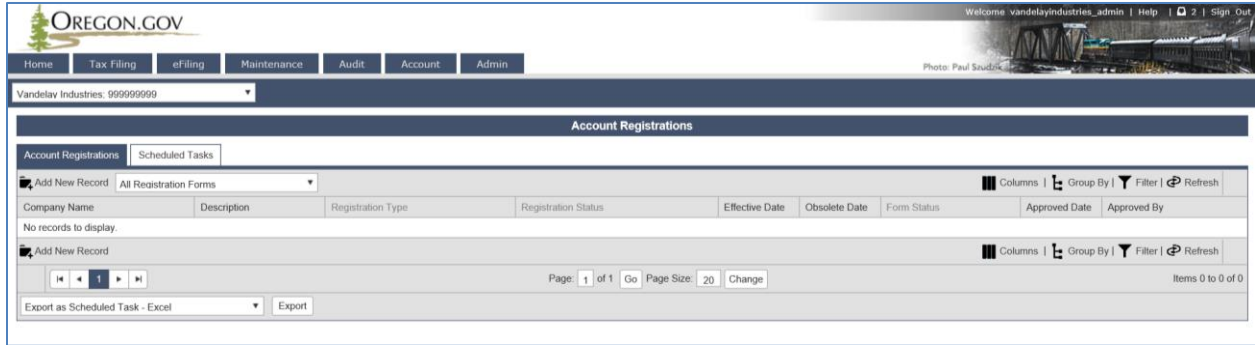 Welcome vandelayindustries_admin | Help | 2 | Sign Out
OREGON.GOV
Home Tax Filing eFiling Maintenance Audit Account Admin
Photo: Paul Szudzik
Vandelay Industries: 999999999
Account Registrations
Account Registrations Scheduled Tasks
Add New Record All Registration Forms Columns | Group By | Filter | Refresh
Company Name Description Registration Type Registration Status Effective Date Obsolete Date Form Status Approved Date Approved By
No records to display.
Add New Record Columns | Group By | Filter | Refresh
1 Page: 1 of 1 Go Page Size: 20 Change Items 0 to 0 of 0
Export as Scheduled Task - Excel Export